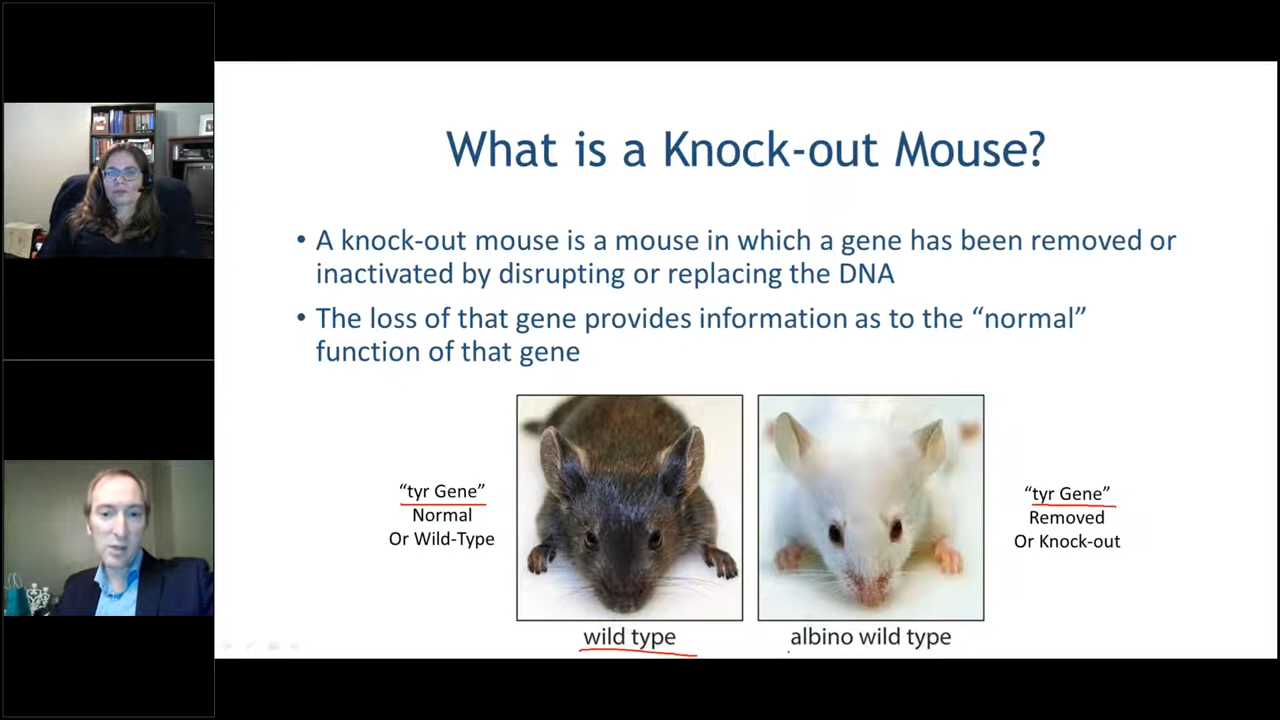 What is a Knock-out Mouse?
• A knock-out mouse is a mouse in which a gene has been removed or
inactivated by disrupting or replacing the DNA
• The loss of that gene provides information as to the “normal”
function of that gene
“tyr Gene”
Normal
Or Wild-Type
“tyr Gene”
Removed
Or Knock-out
wild type
albino wild type